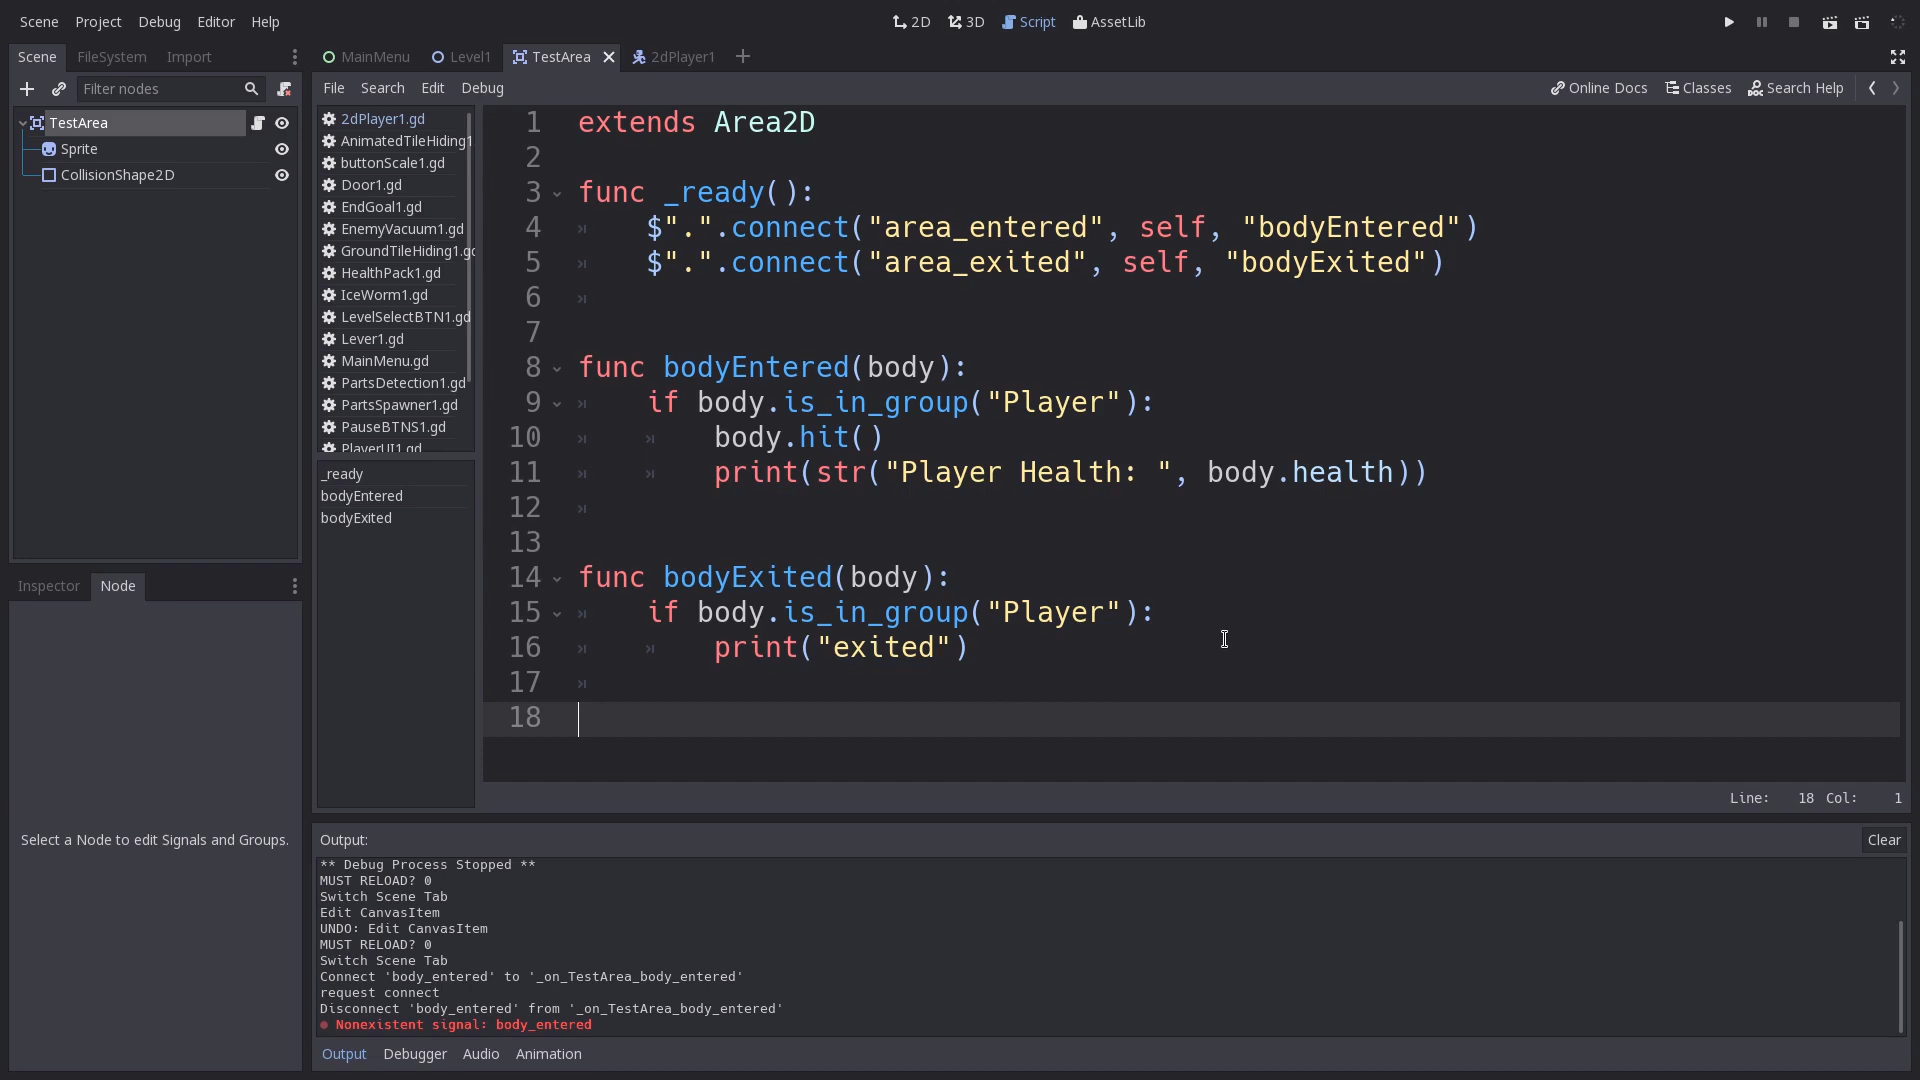 Scene Project Debug Editor Help
2D 3D Script AssetLib
Scene FileSystem Import
MainMenu Level1 TestArea 2dPlayer1
Filter nodes
File Search Edit Debug
Online Docs Classes Search Help
TestArea
Sprite
CollisionShape2D
2dPlayer1.gd
AnimatedTileHiding1
buttonScale1.gd
Door1.gd
EndGoal1.gd
EnemyVacuum1.gd
GroundTileHiding1.gd
HealthPack1.gd
IceWorm1.gd
LevelSelectBTN1.gd
Lever1.gd
MainMenu.gd
PartsDetection1.gd
PartsSpawner1.gd
PauseBTNS1.gd
PlayerUI1.gd
_ready
bodyEntered
bodyExited
1 extends Area2D
2
3 func _ready():
4 $".".connect("area_entered", self, "bodyEntered")
5 $".".connect("area_exited", self, "bodyExited")
6
7
8 func bodyEntered(body):
9 if body.is_in_group("Player"):
10 body.hit()
11 print(str("Player Health: ", body.health))
12
13
14 func bodyExited(body):
15 if body.is_in_group("Player"):
16 print("exited")
17
18
Line: 18 Col: 1
Inspector Node
Select a Node to edit Signals and Groups.
Output: Clear
** Debug Process Stopped **
MUST RELOAD? 0
Switch Scene Tab
Edit CanvasItem
UNDO: Edit CanvasItem
MUST RELOAD? 0
Switch Scene Tab
Connect 'body_entered' to '_on_TestArea_body_entered'
request connect
Disconnect 'body_entered' from '_on_TestArea_body_entered'
Nonexistent signal: body_entered
Output Debugger Audio Animation